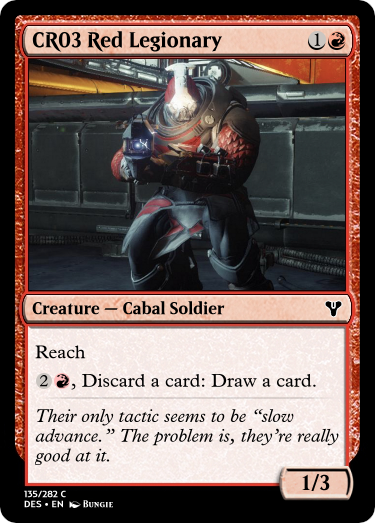 CR03 Red Legionary 1
Creature — Cabal Soldier
Reach
2, Discard a card: Draw a card.
Their only tactic seems to be “slow
advance.” The problem is, they’re really
good at it.
1/3
135/282 C
DES • EN Bungie